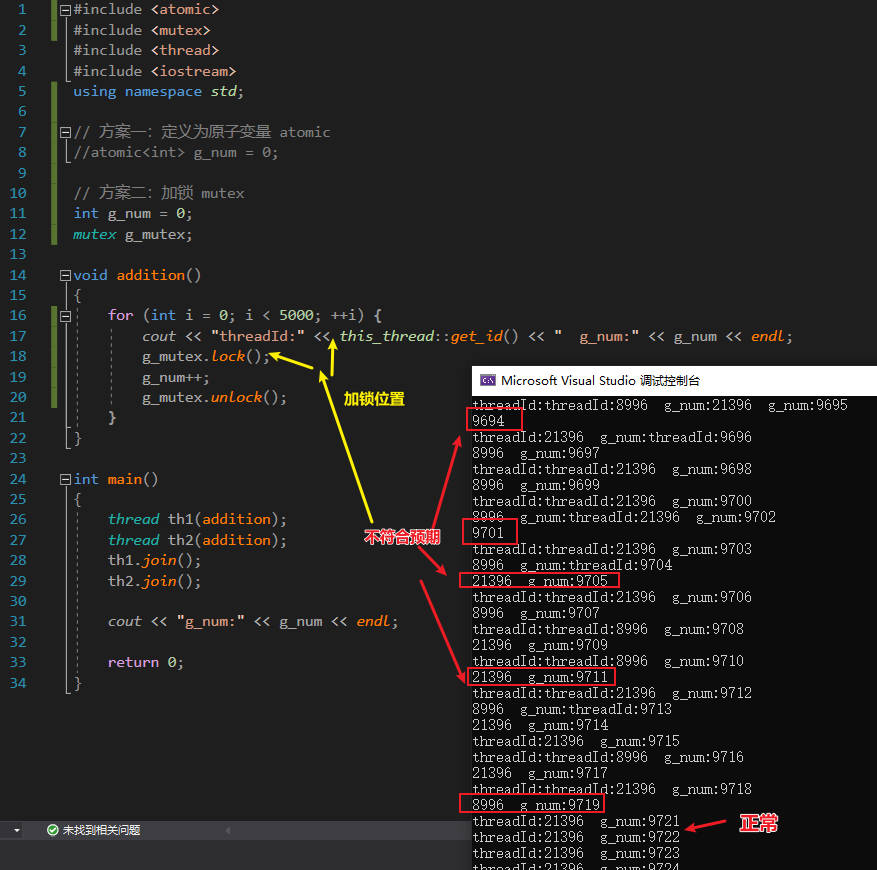 1 #include <atomic>
2 #include <mutex>
3 #include <thread>
4 #include <iostream>
5 using namespace std;
6
7 // 方案一：定义为原子变量 atomic
8 //atomic<int> g_num = 0;
9
10 // 方案二：加锁 mutex
11 int g_num = 0;
12 mutex g_mutex;
13
14 void addition()
15 {
16 for (int i = 0; i < 5000; ++i) {
17 cout << "threadId:" << this_thread::get_id() << "  g_num:" << g_num << endl;
18 g_mutex.lock();
19 g_num++;
20 g_mutex.unlock();
21 }
22 }
23
24 int main()
25 {
26 thread th1(addition);
27 thread th2(addition);
28 th1.join();
29 th2.join();
30
31 cout << "g_num:" << g_num << endl;
32
33 return 0;
34 }
加锁位置
不符合预期
未找到相关问题
Microsoft Visual Studio 调试控制台
threadId:threadId:8996  g_num:21396  g_num:9695
9694
threadId:21396  g_num:threadId:9696
8996  g_num:9697
threadId:threadId:21396  g_num:9698
8996  g_num:9699
threadId:threadId:21396  g_num:9700
8996  g_num:threadId:21396  g_num:9702
9701
threadId:threadId:21396  g_num:9703
8996  g_num:threadId:9704
21396  g_num:9705
threadId:threadId:21396  g_num:9706
8996  g_num:9707
threadId:threadId:8996  g_num:9708
21396  g_num:9709
threadId:threadId:8996  g_num:9710
21396  g_num:9711
threadId:threadId:21396  g_num:9712
8996  g_num:threadId:9713
21396  g_num:9714
threadId:21396  g_num:9715
threadId:threadId:8996  g_num:9716
21396  g_num:9717
threadId:threadId:21396  g_num:9718
8996  g_num:9719
threadId:21396  g_num:9721
threadId:21396  g_num:9722
threadId:21396  g_num:9723
threadId:21396  g_num:9724
正常